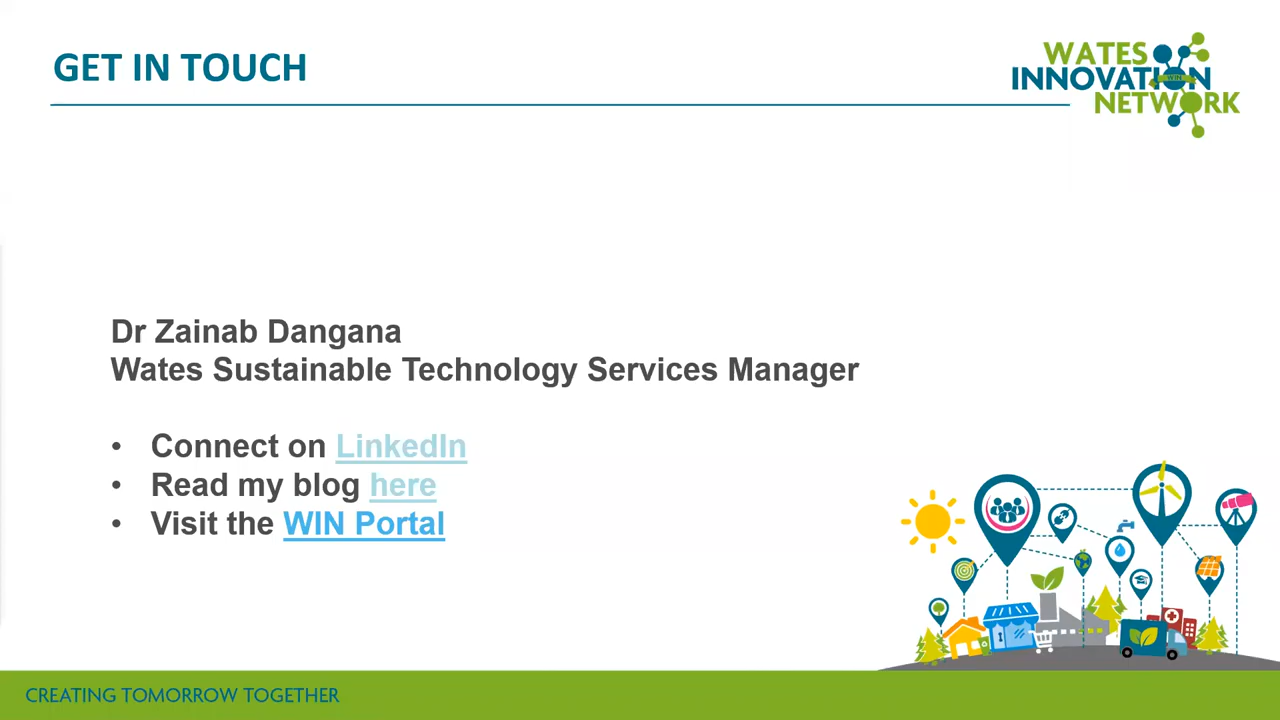 GET IN TOUCH
WATES
INNOVATION
WIN
NETWORK
Dr Zainab Dangana
Wates Sustainable Technology Services Manager
• Connect on LinkedIn
• Read my blog here
• Visit the WIN Portal
CREATING TOMORROW TOGETHER